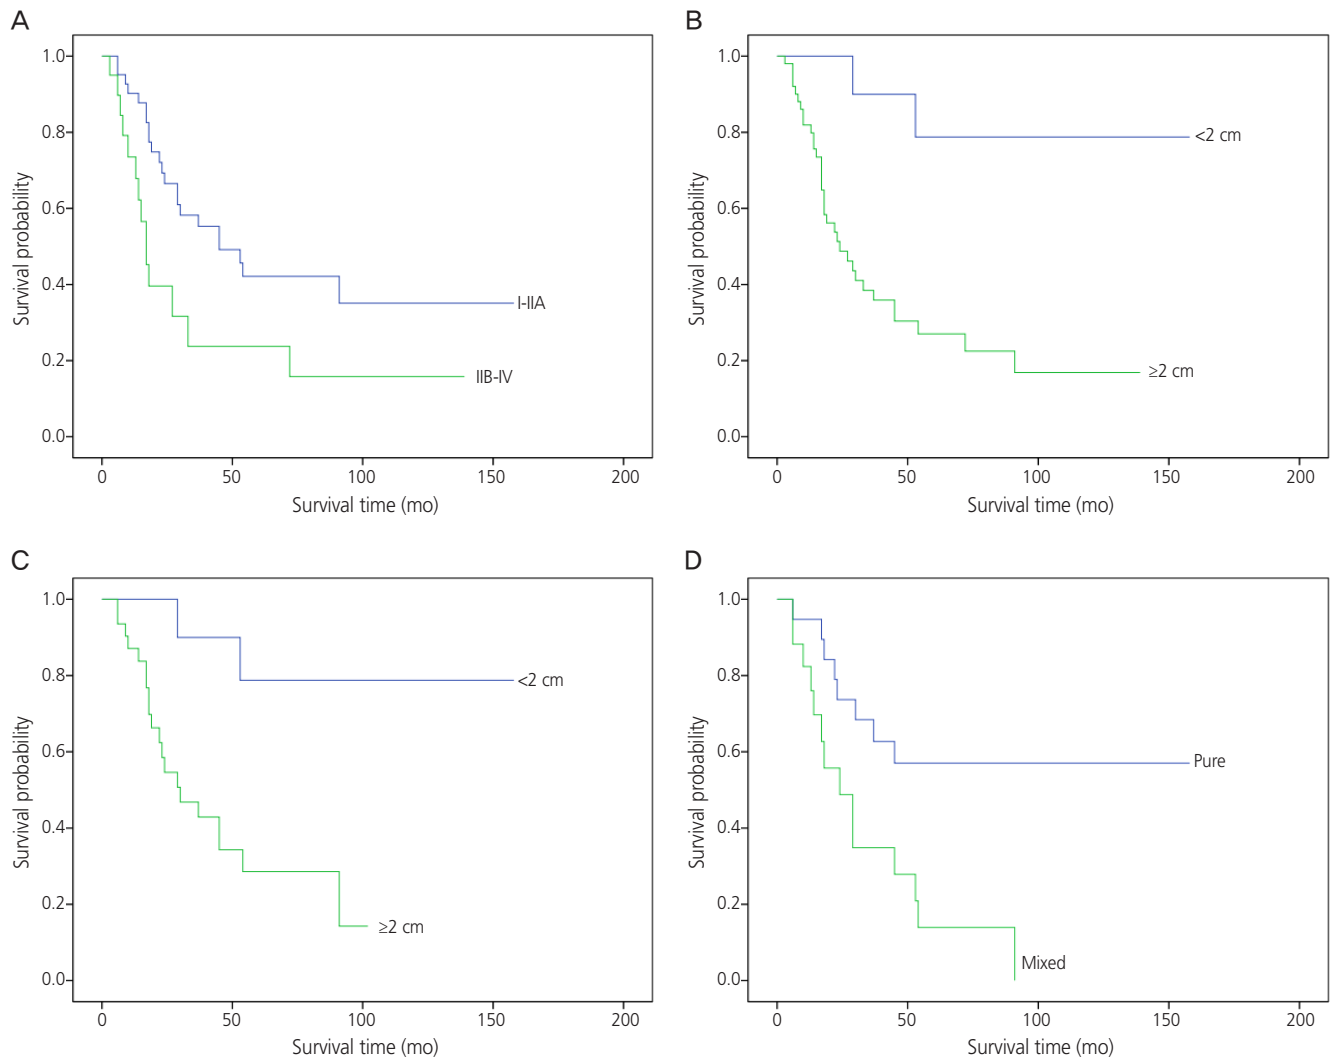 A
1.0
0.8
0.6
0.4
0.2
0.0
Survival probability
I-IIA
IIB-IV
0 50 100 150 200
Survival time (mo)
B
1.0
0.8
0.6
0.4
0.2
0.0
Survival probability
<2 cm
≥2 cm
0 50 100 150 200
Survival time (mo)
C
1.0
0.8
0.6
0.4
0.2
0.0
Survival probability
<2 cm
≥2 cm
0 50 100 150 200
Survival time (mo)
D
1.0
0.8
0.6
0.4
0.2
0.0
Survival probability
Pure
Mixed
0 50 100 150 200
Survival time (mo)